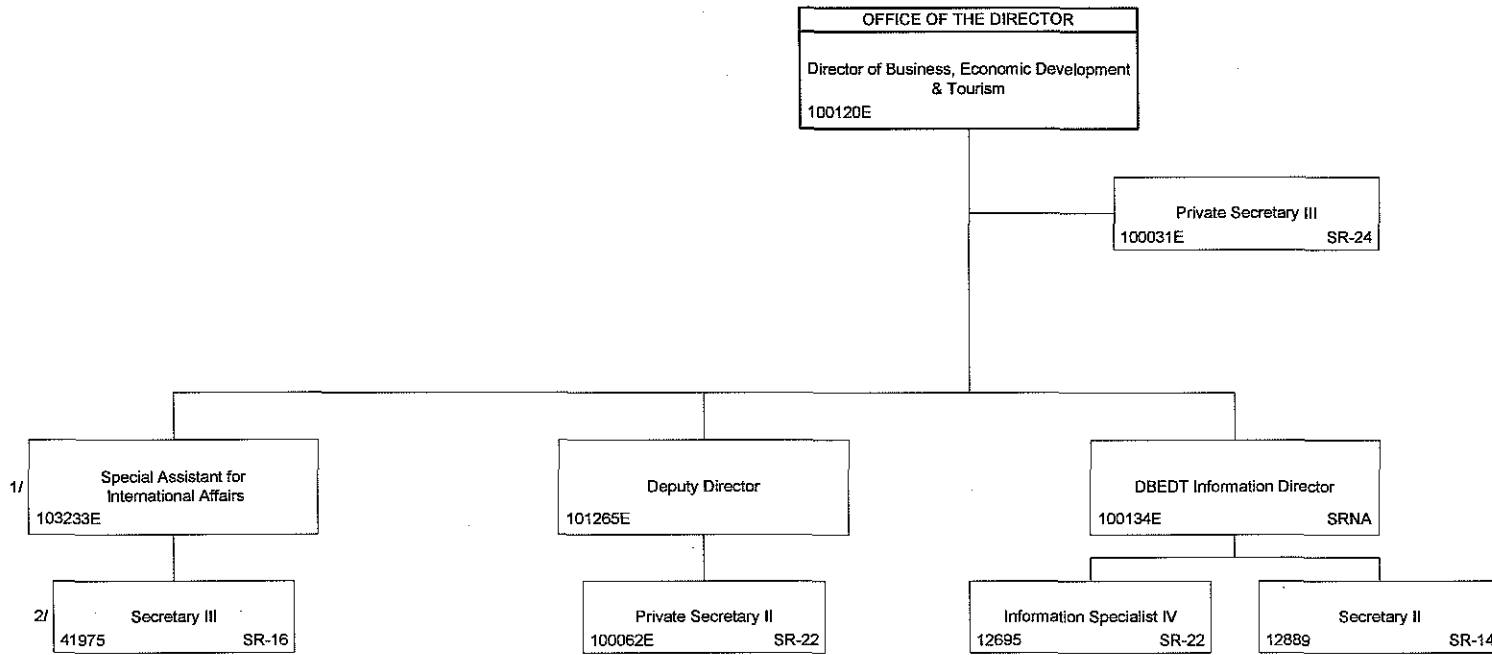 OFFICE OF THE DIRECTOR
Director of Business, Economic Development
& Tourism
100120E
Private Secretary III
100031E SR-24
1/
Special Assistant for
International Affairs
103233E
Deputy Director
101265E
DBEDT Information Director
100134E SRNA
2/
Secretary III
41975 SR-16
Private Secretary II
100062E SR-22
Information Specialist IV
12695 SR-22
Secretary II
12889 SR-14